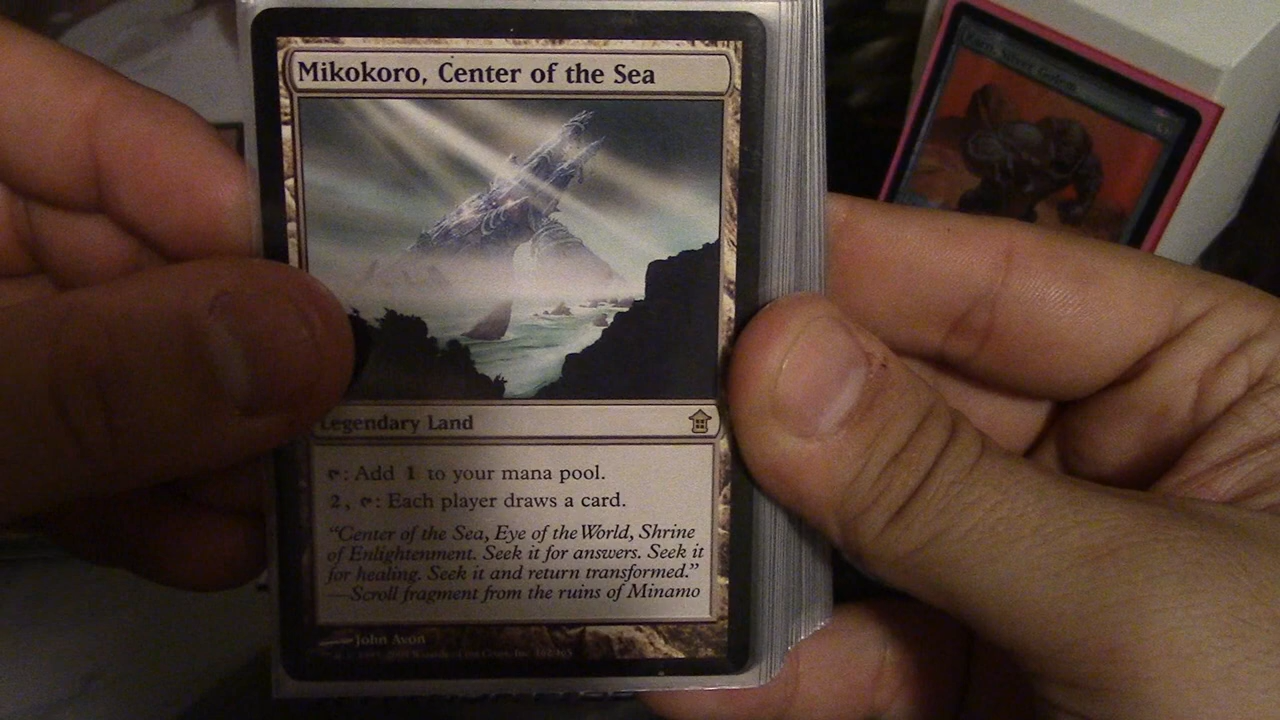 Mikokoro, Center of the Sea
Legendary Land
: Add 1 to your mana pool.
2, : Each player draws a card.
"Center of the Sea, Eye of the World, Shrine
of Enlightenment. Seek it for answers. Seek it
for healing. Seek it and return transformed."
—Scroll fragment from the ruins of Minamo
John Avon